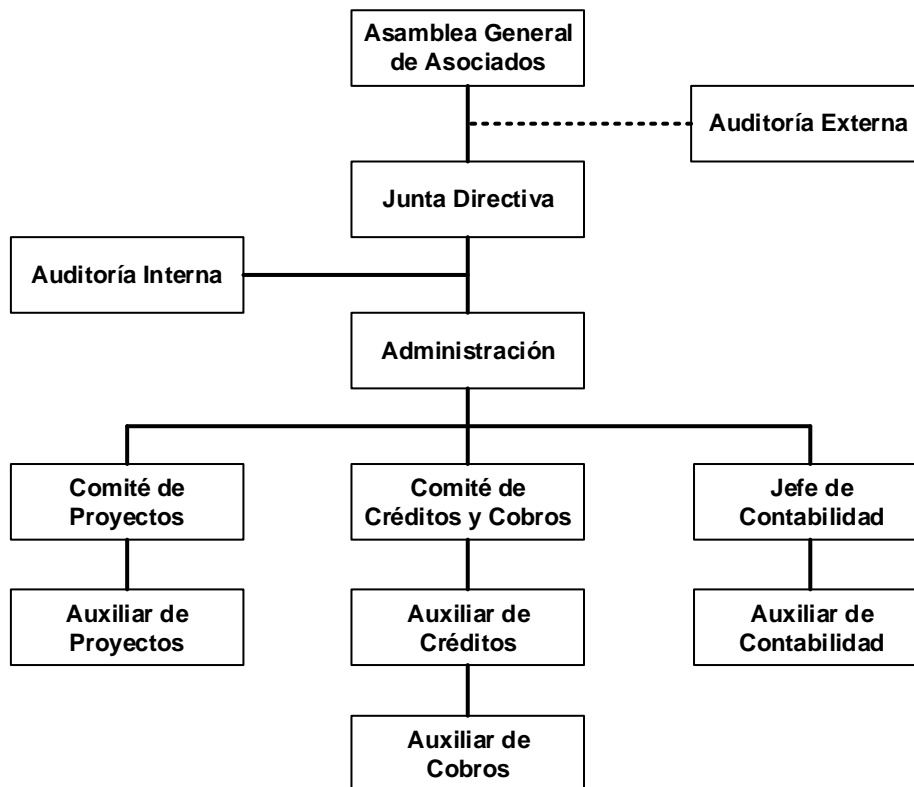 Asamblea General
de Asociados
Auditoría Externa
Junta Directiva
Auditoría Interna
Administración
Comité de
Proyectos
Comité de
Créditos y Cobros
Jefe de
Contabilidad
Auxiliar de
Proyectos
Auxiliar de
Créditos
Auxiliar de
Contabilidad
Auxiliar de
Cobros